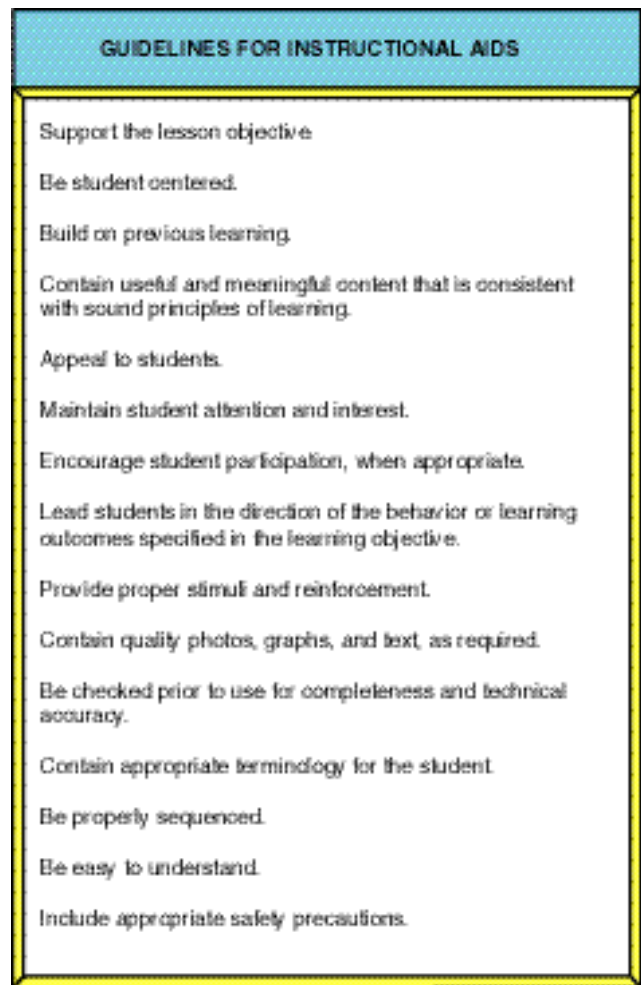 GUIDELINES FOR INSTRUCTIONAL AIDS
Support the lesson objective
Be student centered.
Build on previous learning.
Contain useful and meaningful content that is consistent
with sound principles of learning.
Appeal to students.
Maintain student attention and interest.
Encourage student participation, when appropriate.
Lead students in the direction of the behavior or learning
outcomes specified in the learning objective.
Provide proper stimuli and reinforcement.
Contain quality photos, graphs, and text, as required.
Be checked prior to use for completeness and technical
accuracy.
Contain appropriate terminology for the student.
Be properly sequenced.
Be easy to understand.
Include appropriate safety precautions.